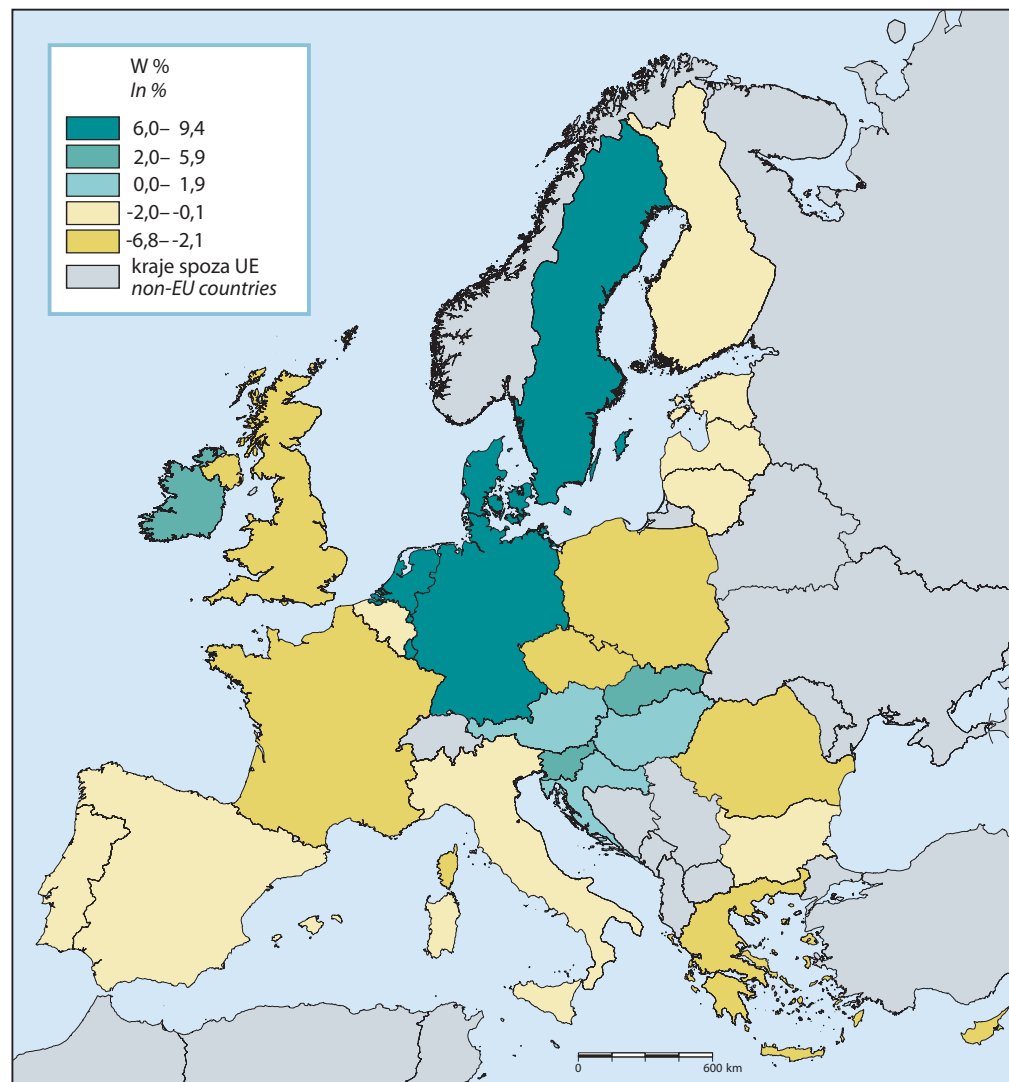 W %
In %
6,0– 9,4
2,0– 5,9
0,0– 1,9
-2,0– -0,1
-6,8– -2,1
kraje spoza UE
non-EU countries
0 600 km